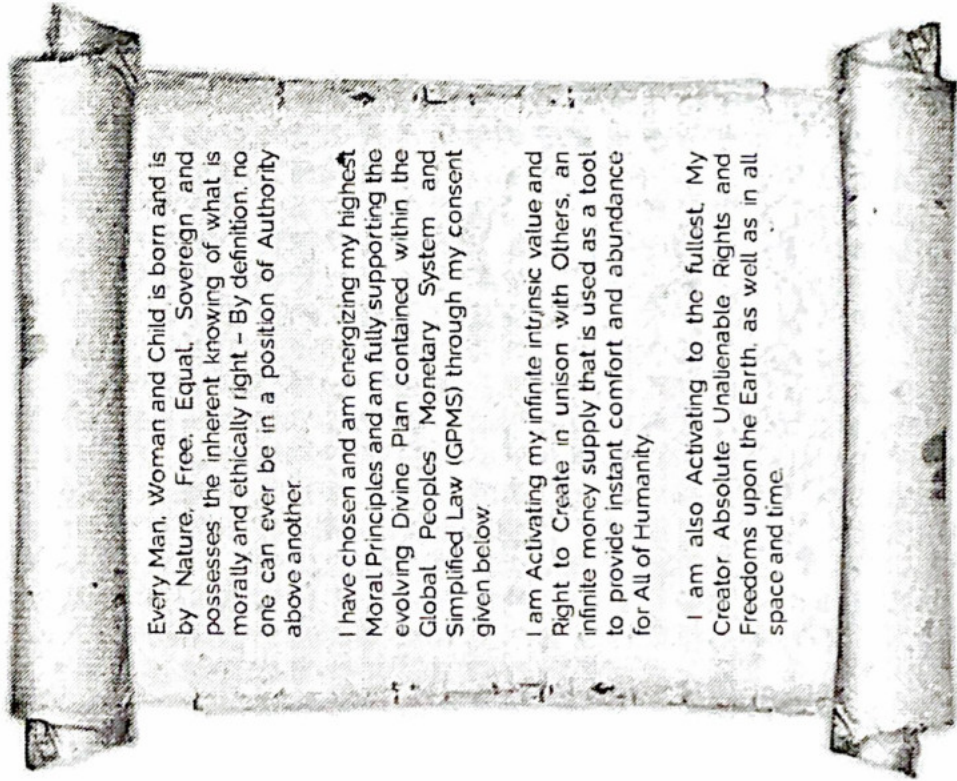 Every Man, Woman and Child is born and is
by Nature, Free, Equal, Sovereign and
possesses the inherent knowing of what is
morally and ethically right – By definition, no
one can ever be in a position of Authority
above another.
I have chosen and am energizing my highest
Moral Principles and am fully supporting the
evolving Divine Plan contained within the
Global Peoples Monetary System and
Simplified Law (GPMS) through my consent
given below.
I am Activating my infinite intrinsic value and
Right to Create in unison with Others, an
infinite money supply that is used as a tool
to provide instant comfort and abundance
for All of Humanity.
I am also Activating to the fullest, My
Creator Absolute Unalienable Rights and
Freedoms upon the Earth, as well as in all
space and time.